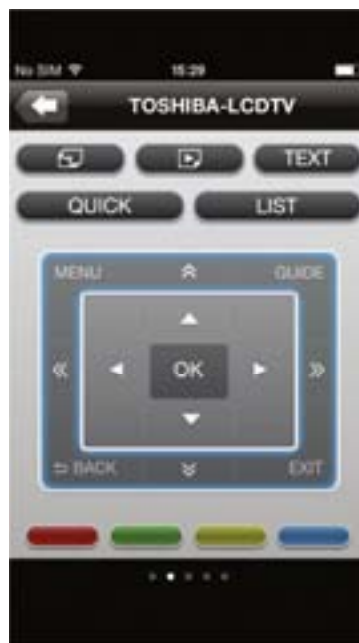 No SIM 15:29
TOSHIBA-LCDTV
TEXT
QUICK LIST
MENU GUIDE
OK
BACK EXIT